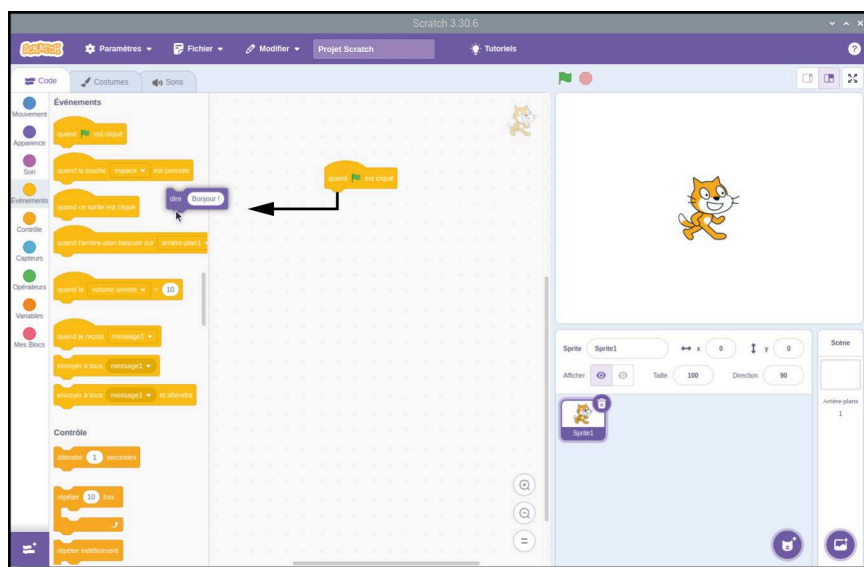 Scratch 3.30.6
SCRATCH Paramètres Fichier Modifier Projet Scratch Tutoriels
Code Costumes Sons
Mouvement
Apparence
Son
Événements
Contrôle
Capteurs
Opérateurs
Variables
Mes Blocs
Événements
quand est cliqué
quand la touche espace est pressée
quand ce sprite est cliqué
quand l'arrière-plan bascule sur arrière-plan1
quand le volume sonore > 10
quand je reçois message1
envoyer à tous message1
envoyer à tous message1 et attendre
Contrôle
attendre 1 secondes
répéter 10 fois
répéter indéfiniment
dire Bonjour !
quand est cliqué
Sprite Sprite1 x 0 y 0
Afficher Taille 100 Direction 90
Sprite1
Scène
Arrière-plans
1